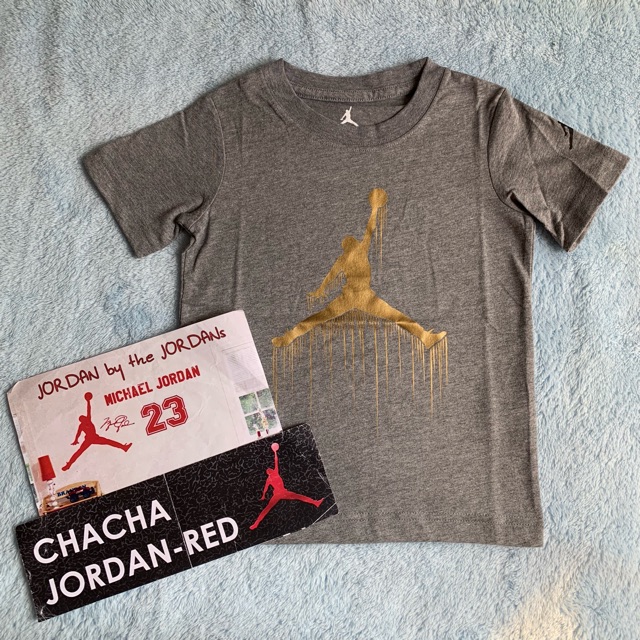 JORDAN by the JORDANs
MICHAEL JORDAN
23
CHACHA
JORDAN-RED